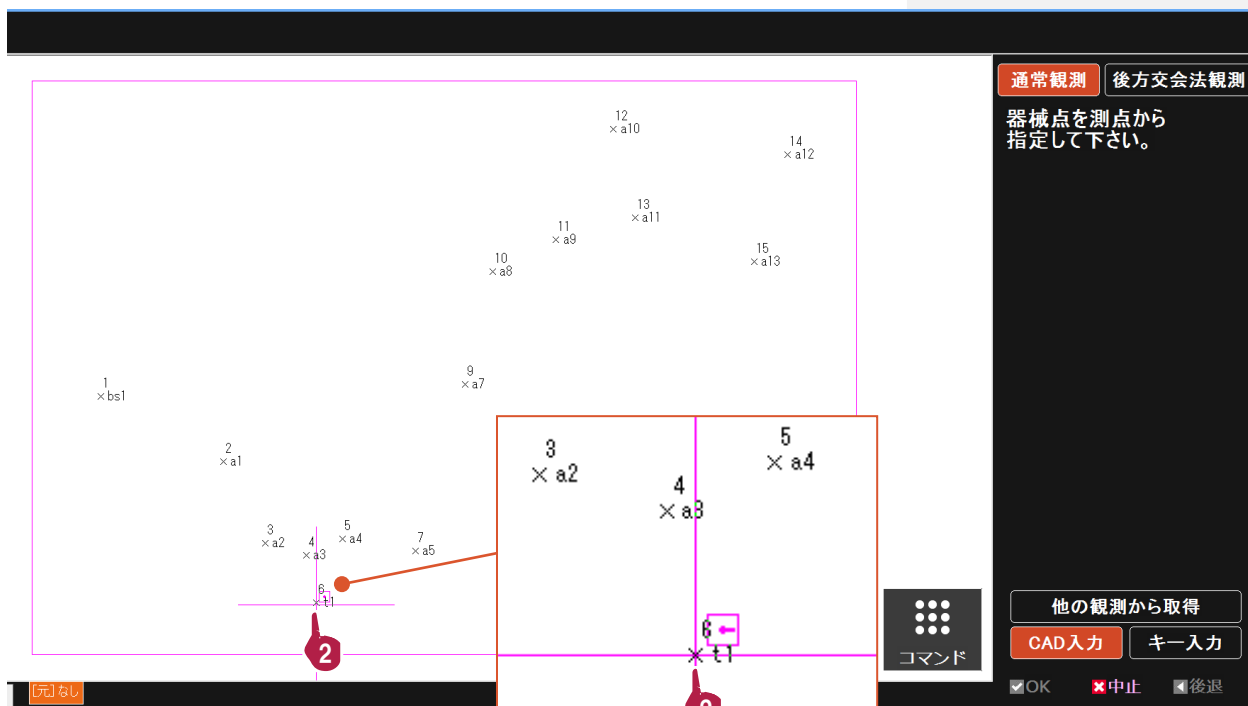 通常観測
後方交会法観測
器械点を測点から
指定して下さい。
12
a10
14
a12
13
a11
11
a9
15
a13
10
a8
9
a7
1
bs1
2
a1
3
a2
4
a3
5
a4
7
a5
6
t1
2
3
a2
4
a3
5
a4
6
t1
コマンド
他の観測から取得
CAD入力
キー入力
OK
中止
後退
[元]なし